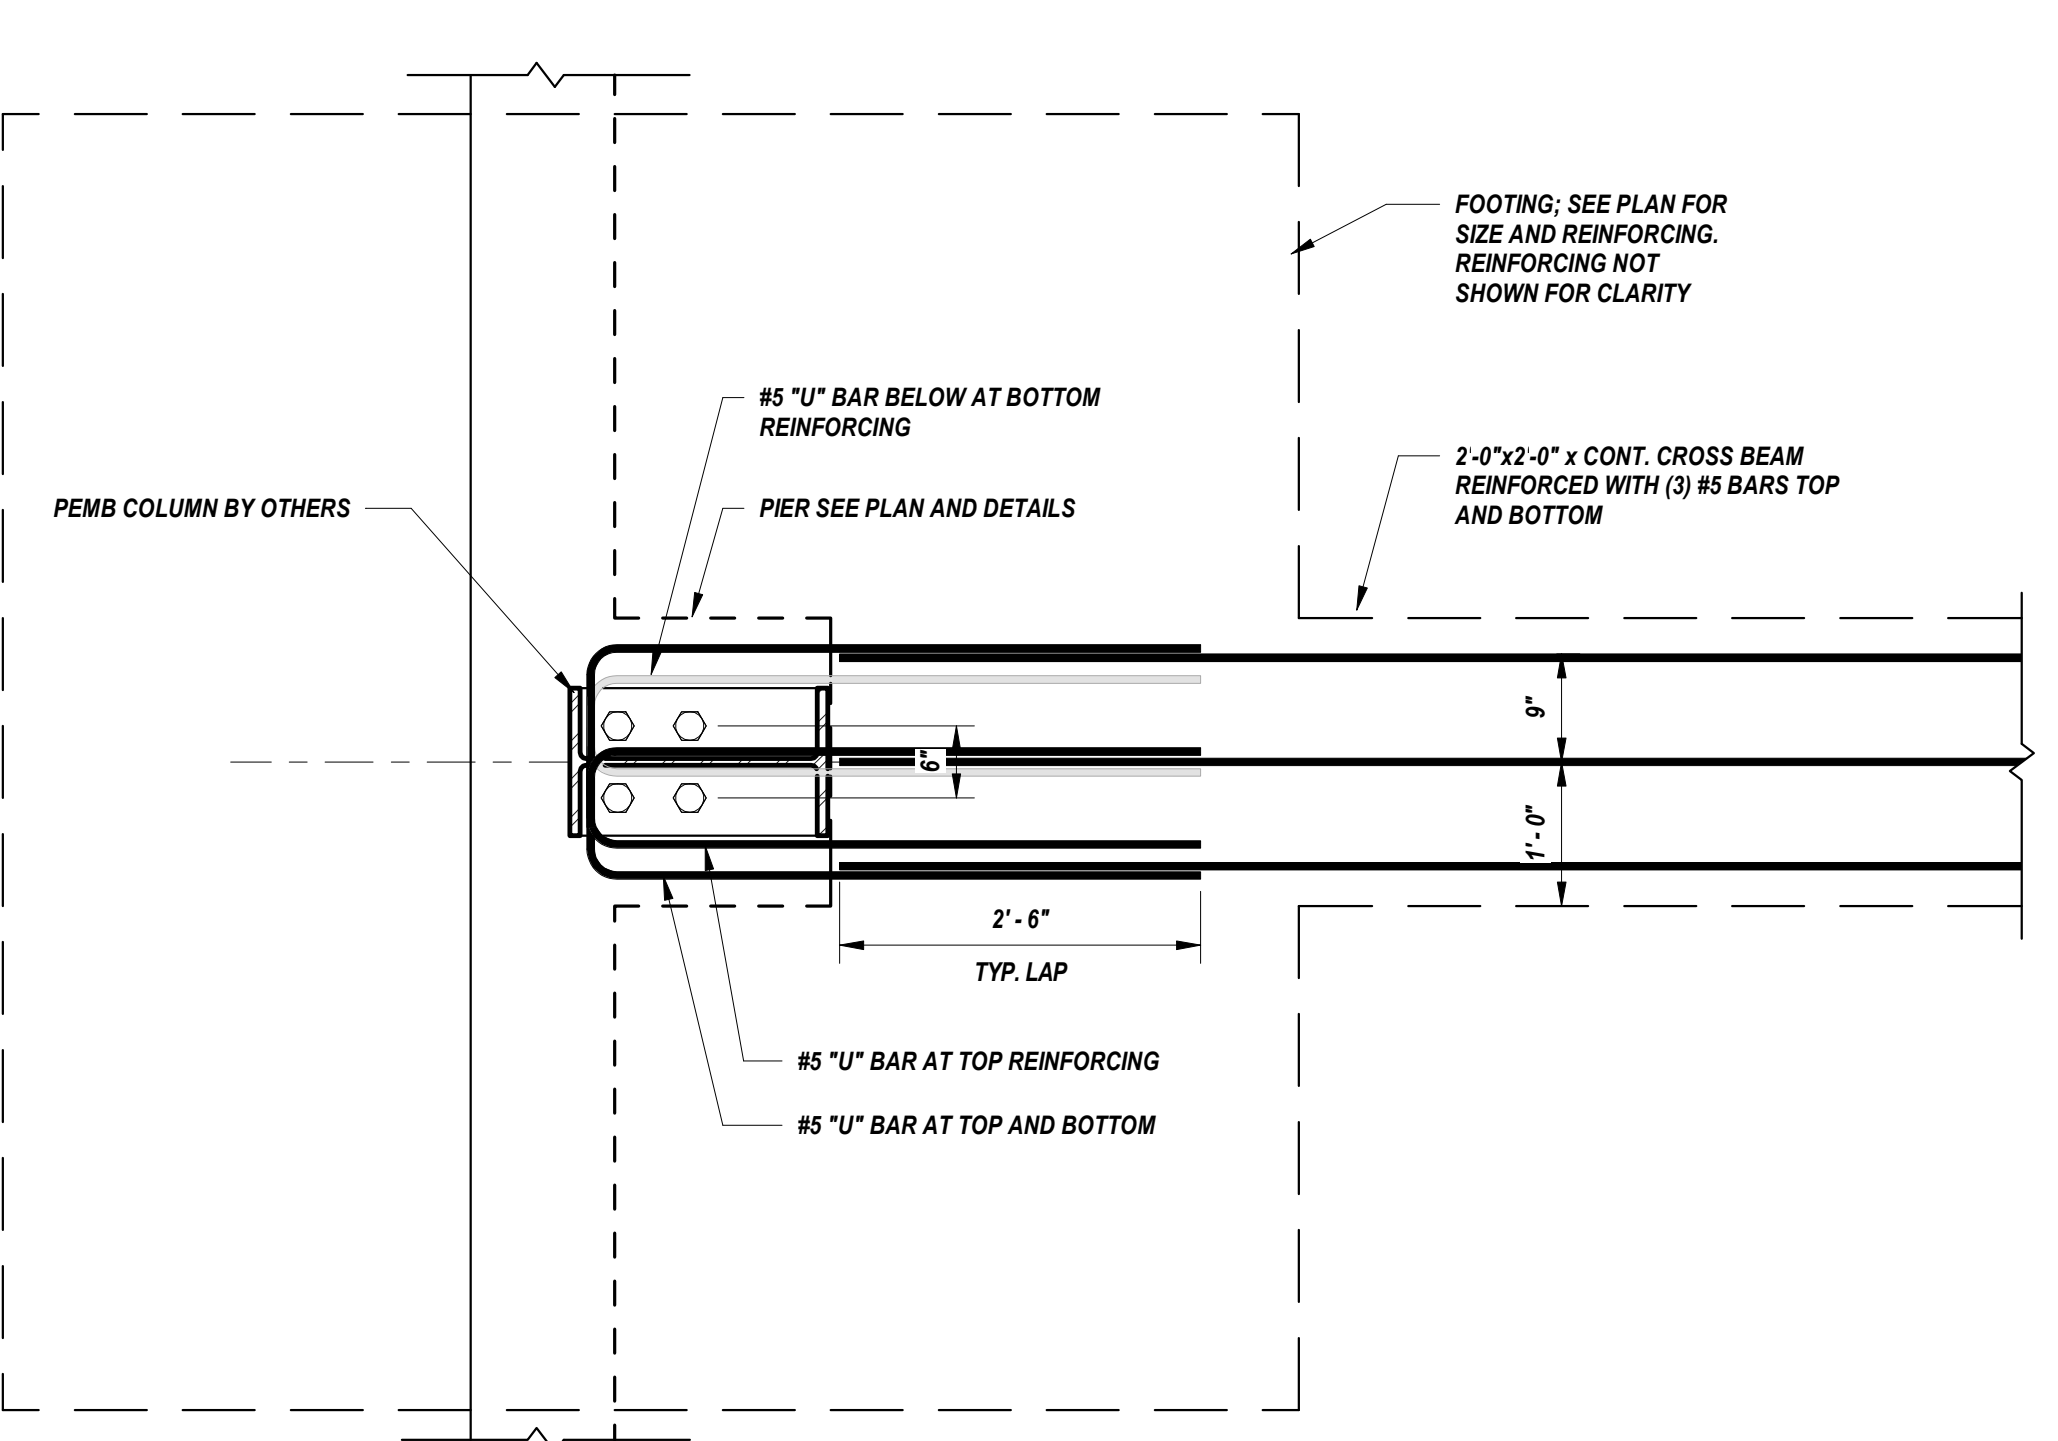 FOOTING; SEE PLAN FOR
SIZE AND REINFORCING.
REINFORCING NOT
SHOWN FOR CLARITY
#5 "U" BAR BELOW AT BOTTOM
REINFORCING
2'-0"x2'-0" x CONT. CROSS BEAM
REINFORCED WITH (3) #5 BARS TOP
AND BOTTOM
PEMB COLUMN BY OTHERS
PIER SEE PLAN AND DETAILS
9"
6"
1' - 0"
2' - 6"
TYP. LAP
#5 "U" BAR AT TOP REINFORCING
#5 "U" BAR AT TOP AND BOTTOM